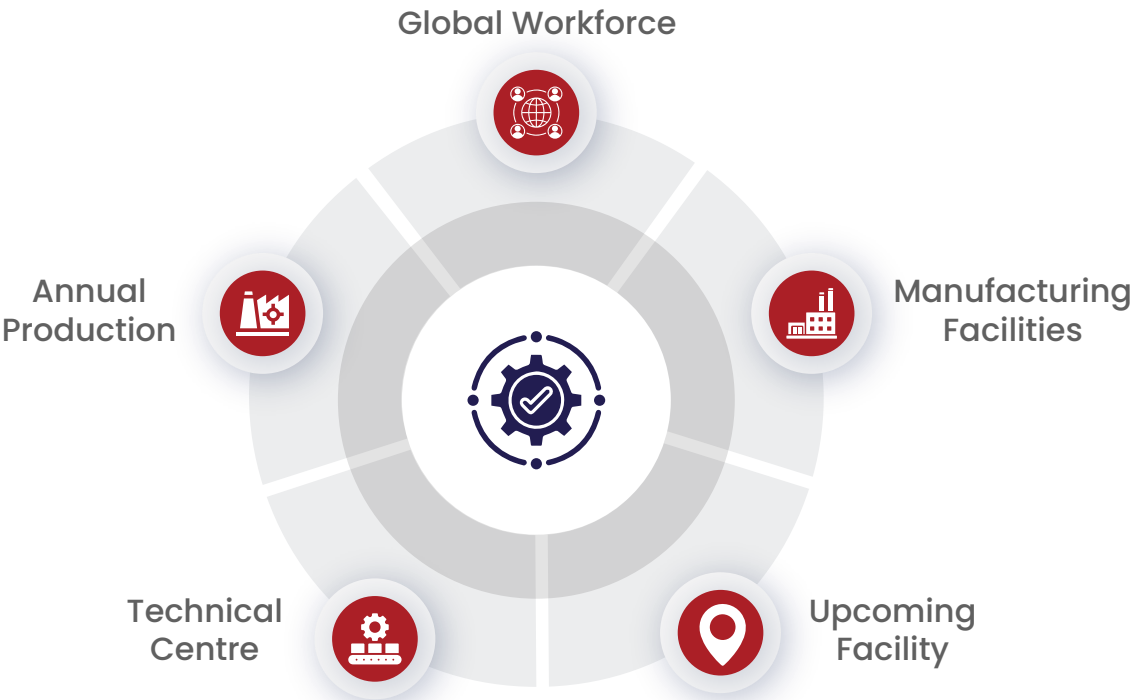 Global Workforce
Annual
Production
Manufacturing
Facilities
Technical
Centre
Upcoming
Facility